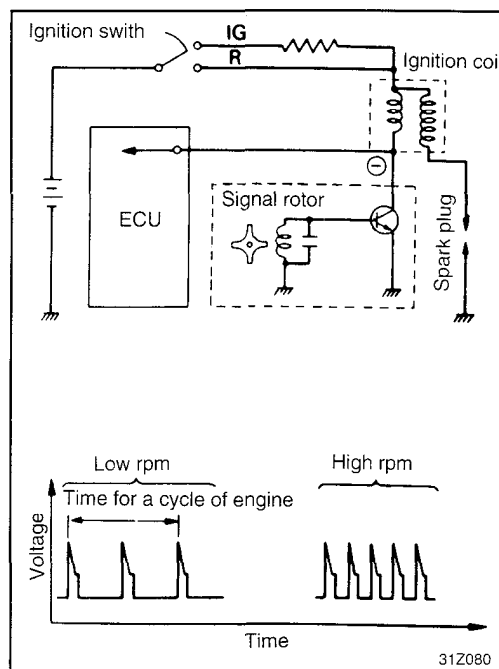 Ignition swith
IG
R
Ignition coi
ECU
Signal rotor
Spark plug
Low rpm
High rpm
Time for a cycle of engine
Voltage
Time
31Z080